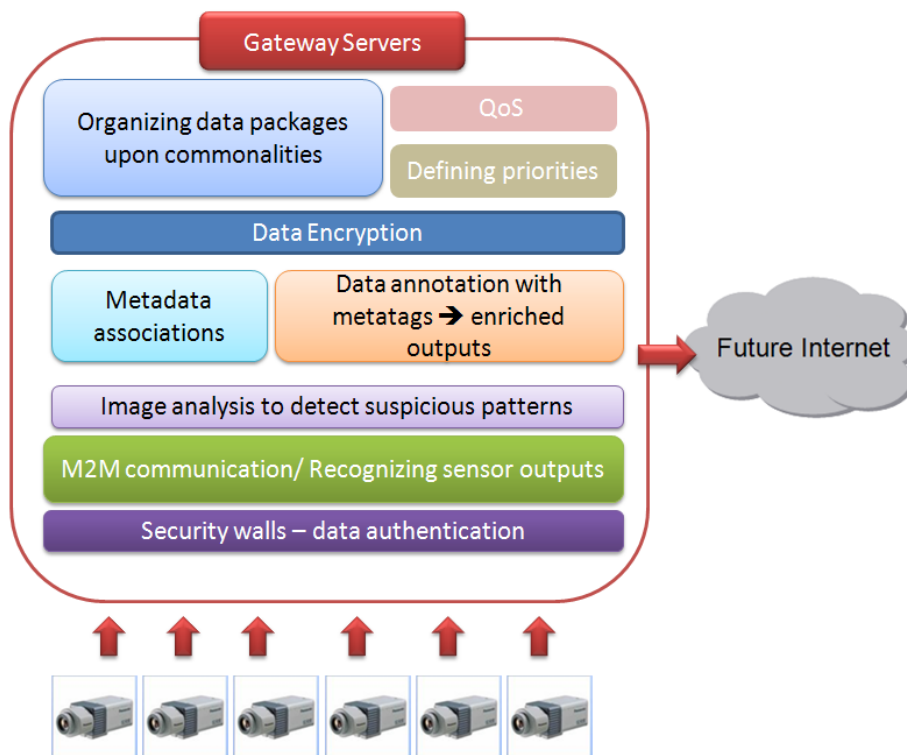 Gateway Servers
Organizing data packages
upon commonalities
QoS
Defining priorities
Data Encryption
Metadata
associations
Data annotation with
metatags ➔ enriched
outputs
Future Internet
Image analysis to detect suspicious patterns
M2M communication/ Recognizing sensor outputs
Security walls – data authentication